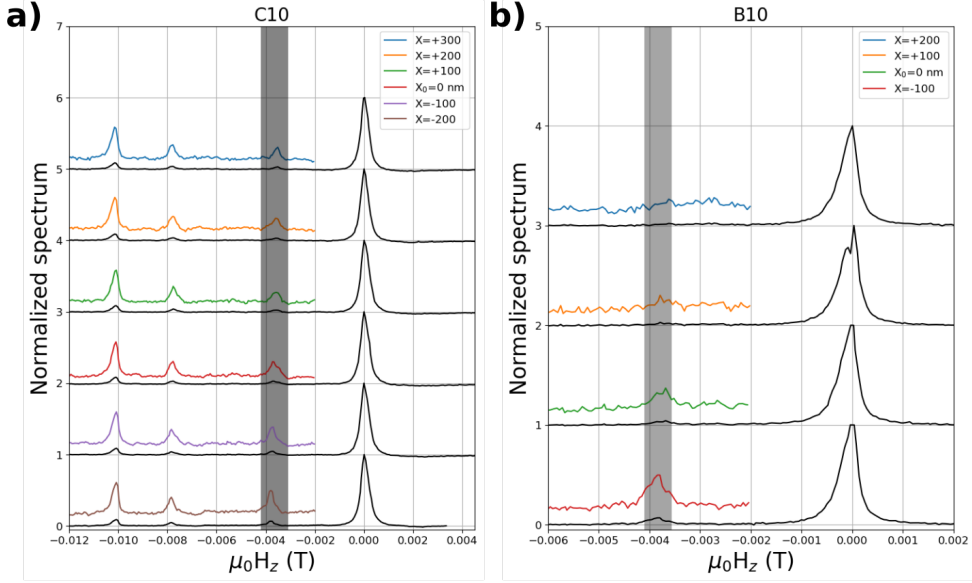 a)
C10
Normalized spectrum
7
6
5
4
3
2
1
0
X=+300
X=+200
X=+100
X₀=0 nm
X=-100
X=-200
−0.012 −0.010 −0.008 −0.006 −0.004 −0.002 0.000 0.002 0.004
μ₀H_z (T)
b)
B10
Normalized spectrum
5
4
3
2
1
0
X=+200
X=+100
X₀=0 nm
X=-100
−0.006 −0.005 −0.004 −0.003 −0.002 −0.001 0.000 0.001 0.002
μ₀H_z (T)